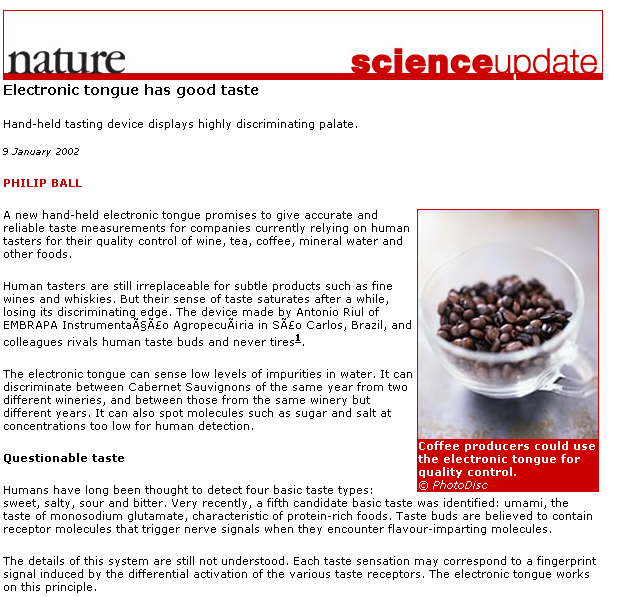 nature
scienceupdate
Electronic tongue has good taste
Hand-held tasting device displays highly discriminating palate.
9 January 2002
PHILIP BALL
A new hand-held electronic tongue promises to give accurate and
reliable taste measurements for companies currently relying on human
tasters for their quality control of wine, tea, coffee, mineral water and
other foods.
Human tasters are still irreplaceable for subtle products such as fine
wines and whiskies. But their sense of taste saturates after a while,
losing its discriminating edge. The device made by Antonio Riul of
EMBRAPA InstrumentaÃ§Ã£o AgropecuÃiria in SÃ£o Carlos, Brazil, and
colleagues rivals human taste buds and never tires1.
The electronic tongue can sense low levels of impurities in water. It can
discriminate between Cabernet Sauvignons of the same year from two
different wineries, and between those from the same winery but
different years. It can also spot molecules such as sugar and salt at
concentrations too low for human detection.
Coffee producers could use
the electronic tongue for
quality control.
© PhotoDisc
Questionable taste
Humans have long been thought to detect four basic taste types:
sweet, salty, sour and bitter. Very recently, a fifth candidate basic taste was identified: umami, the
taste of monosodium glutamate, characteristic of protein-rich foods. Taste buds are believed to contain
receptor molecules that trigger nerve signals when they encounter flavour-imparting molecules.
The details of this system are still not understood. Each taste sensation may correspond to a fingerprint
signal induced by the differential activation of the various taste receptors. The electronic tongue works
on this principle.